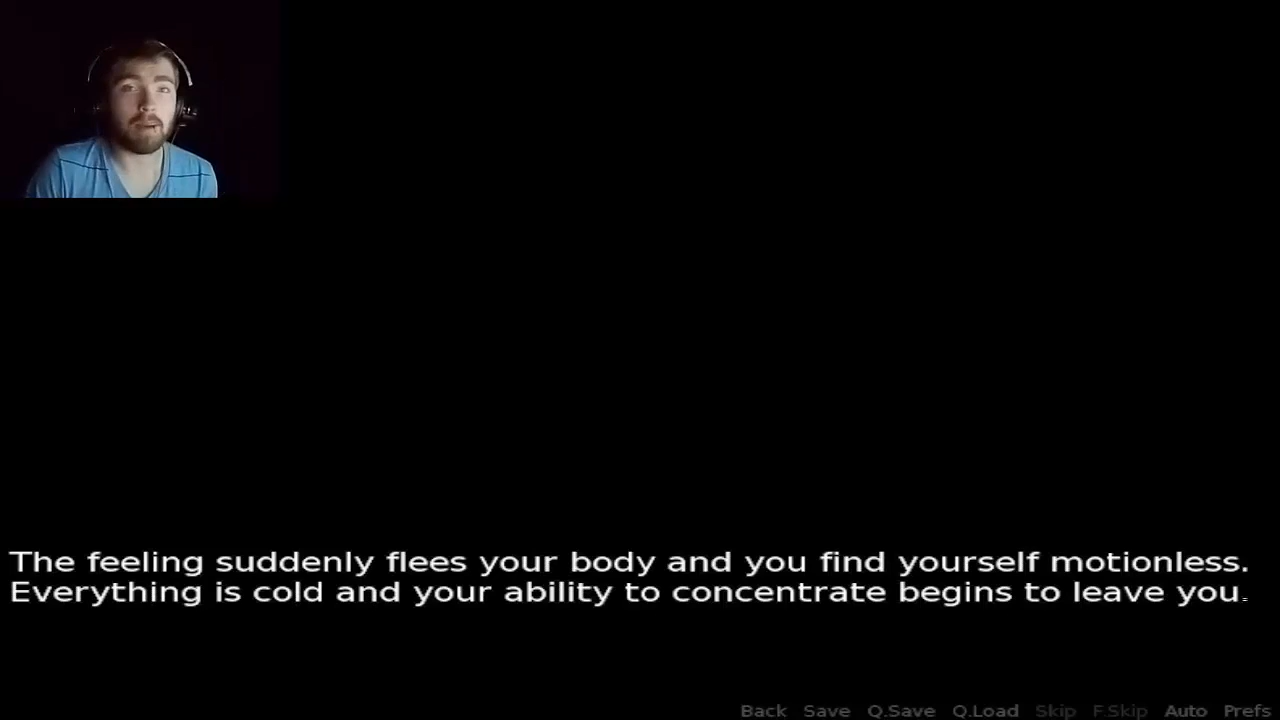 The feeling suddenly flees your body and you find yourself motionless.
Everything is cold and your ability to concentrate begins to leave you.
Back Save Q.Save Q.Load Skip F.Skip Auto Prefs